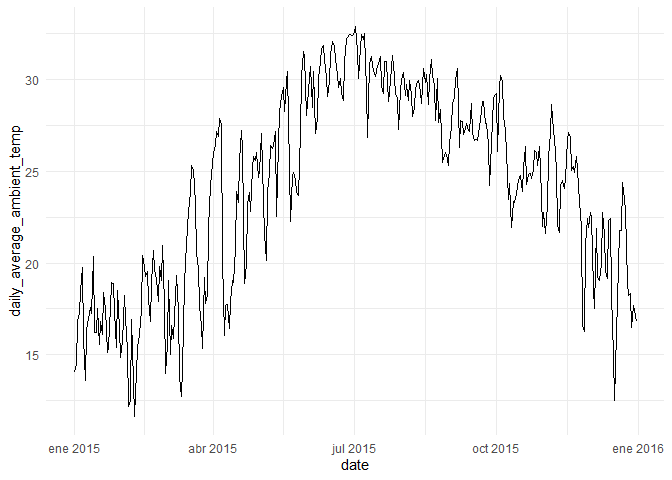 daily_average_ambient_temp
30
25
20
15
ene 2015
abr 2015
jul 2015
oct 2015
ene 2016
date